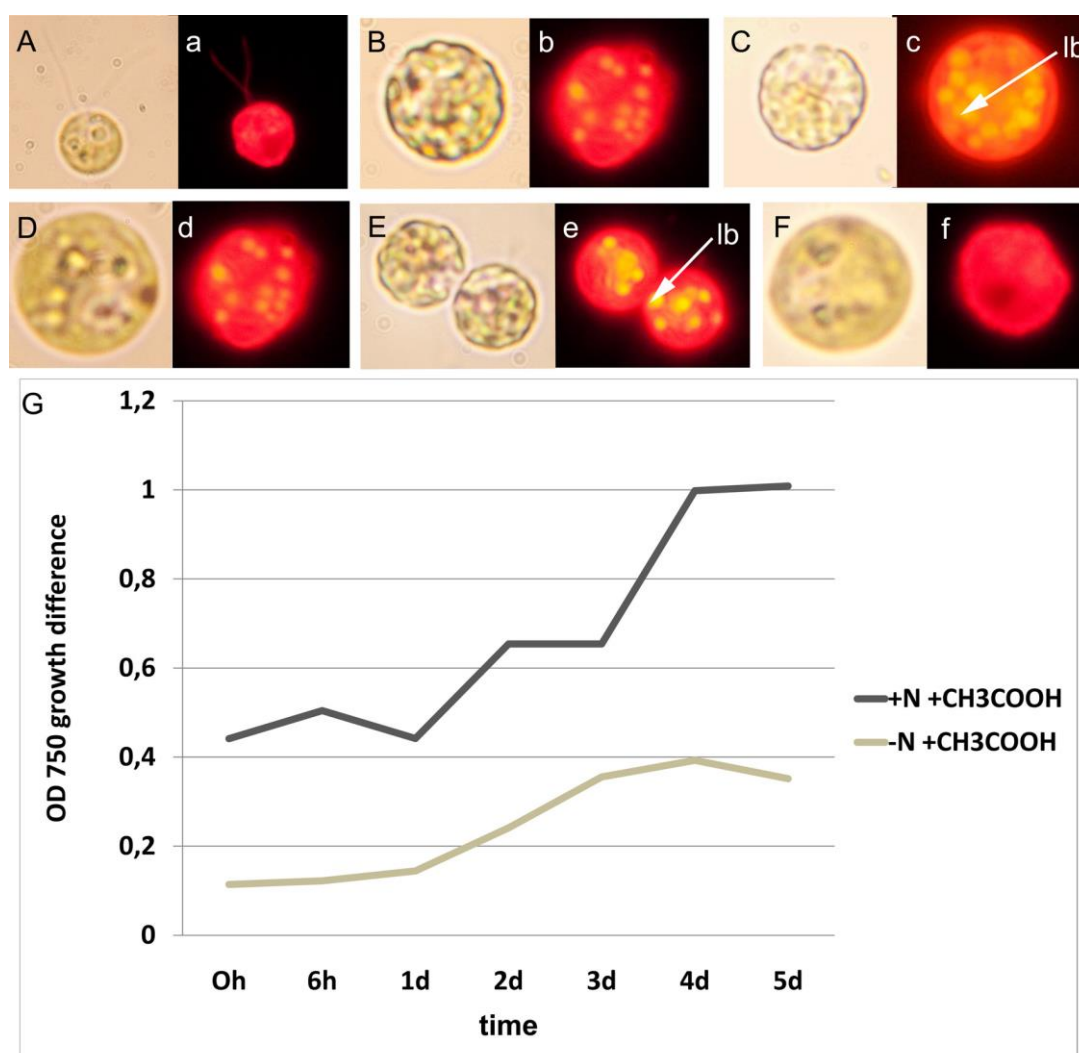 A a B b C c lb
D d E e lb F f
G
1,2
1
0,8
0,6
0,4
0,2
0
OD 750 growth difference
Oh 6h 1d 2d 3d 4d 5d
time
+N +CH3COOH
-N +CH3COOH